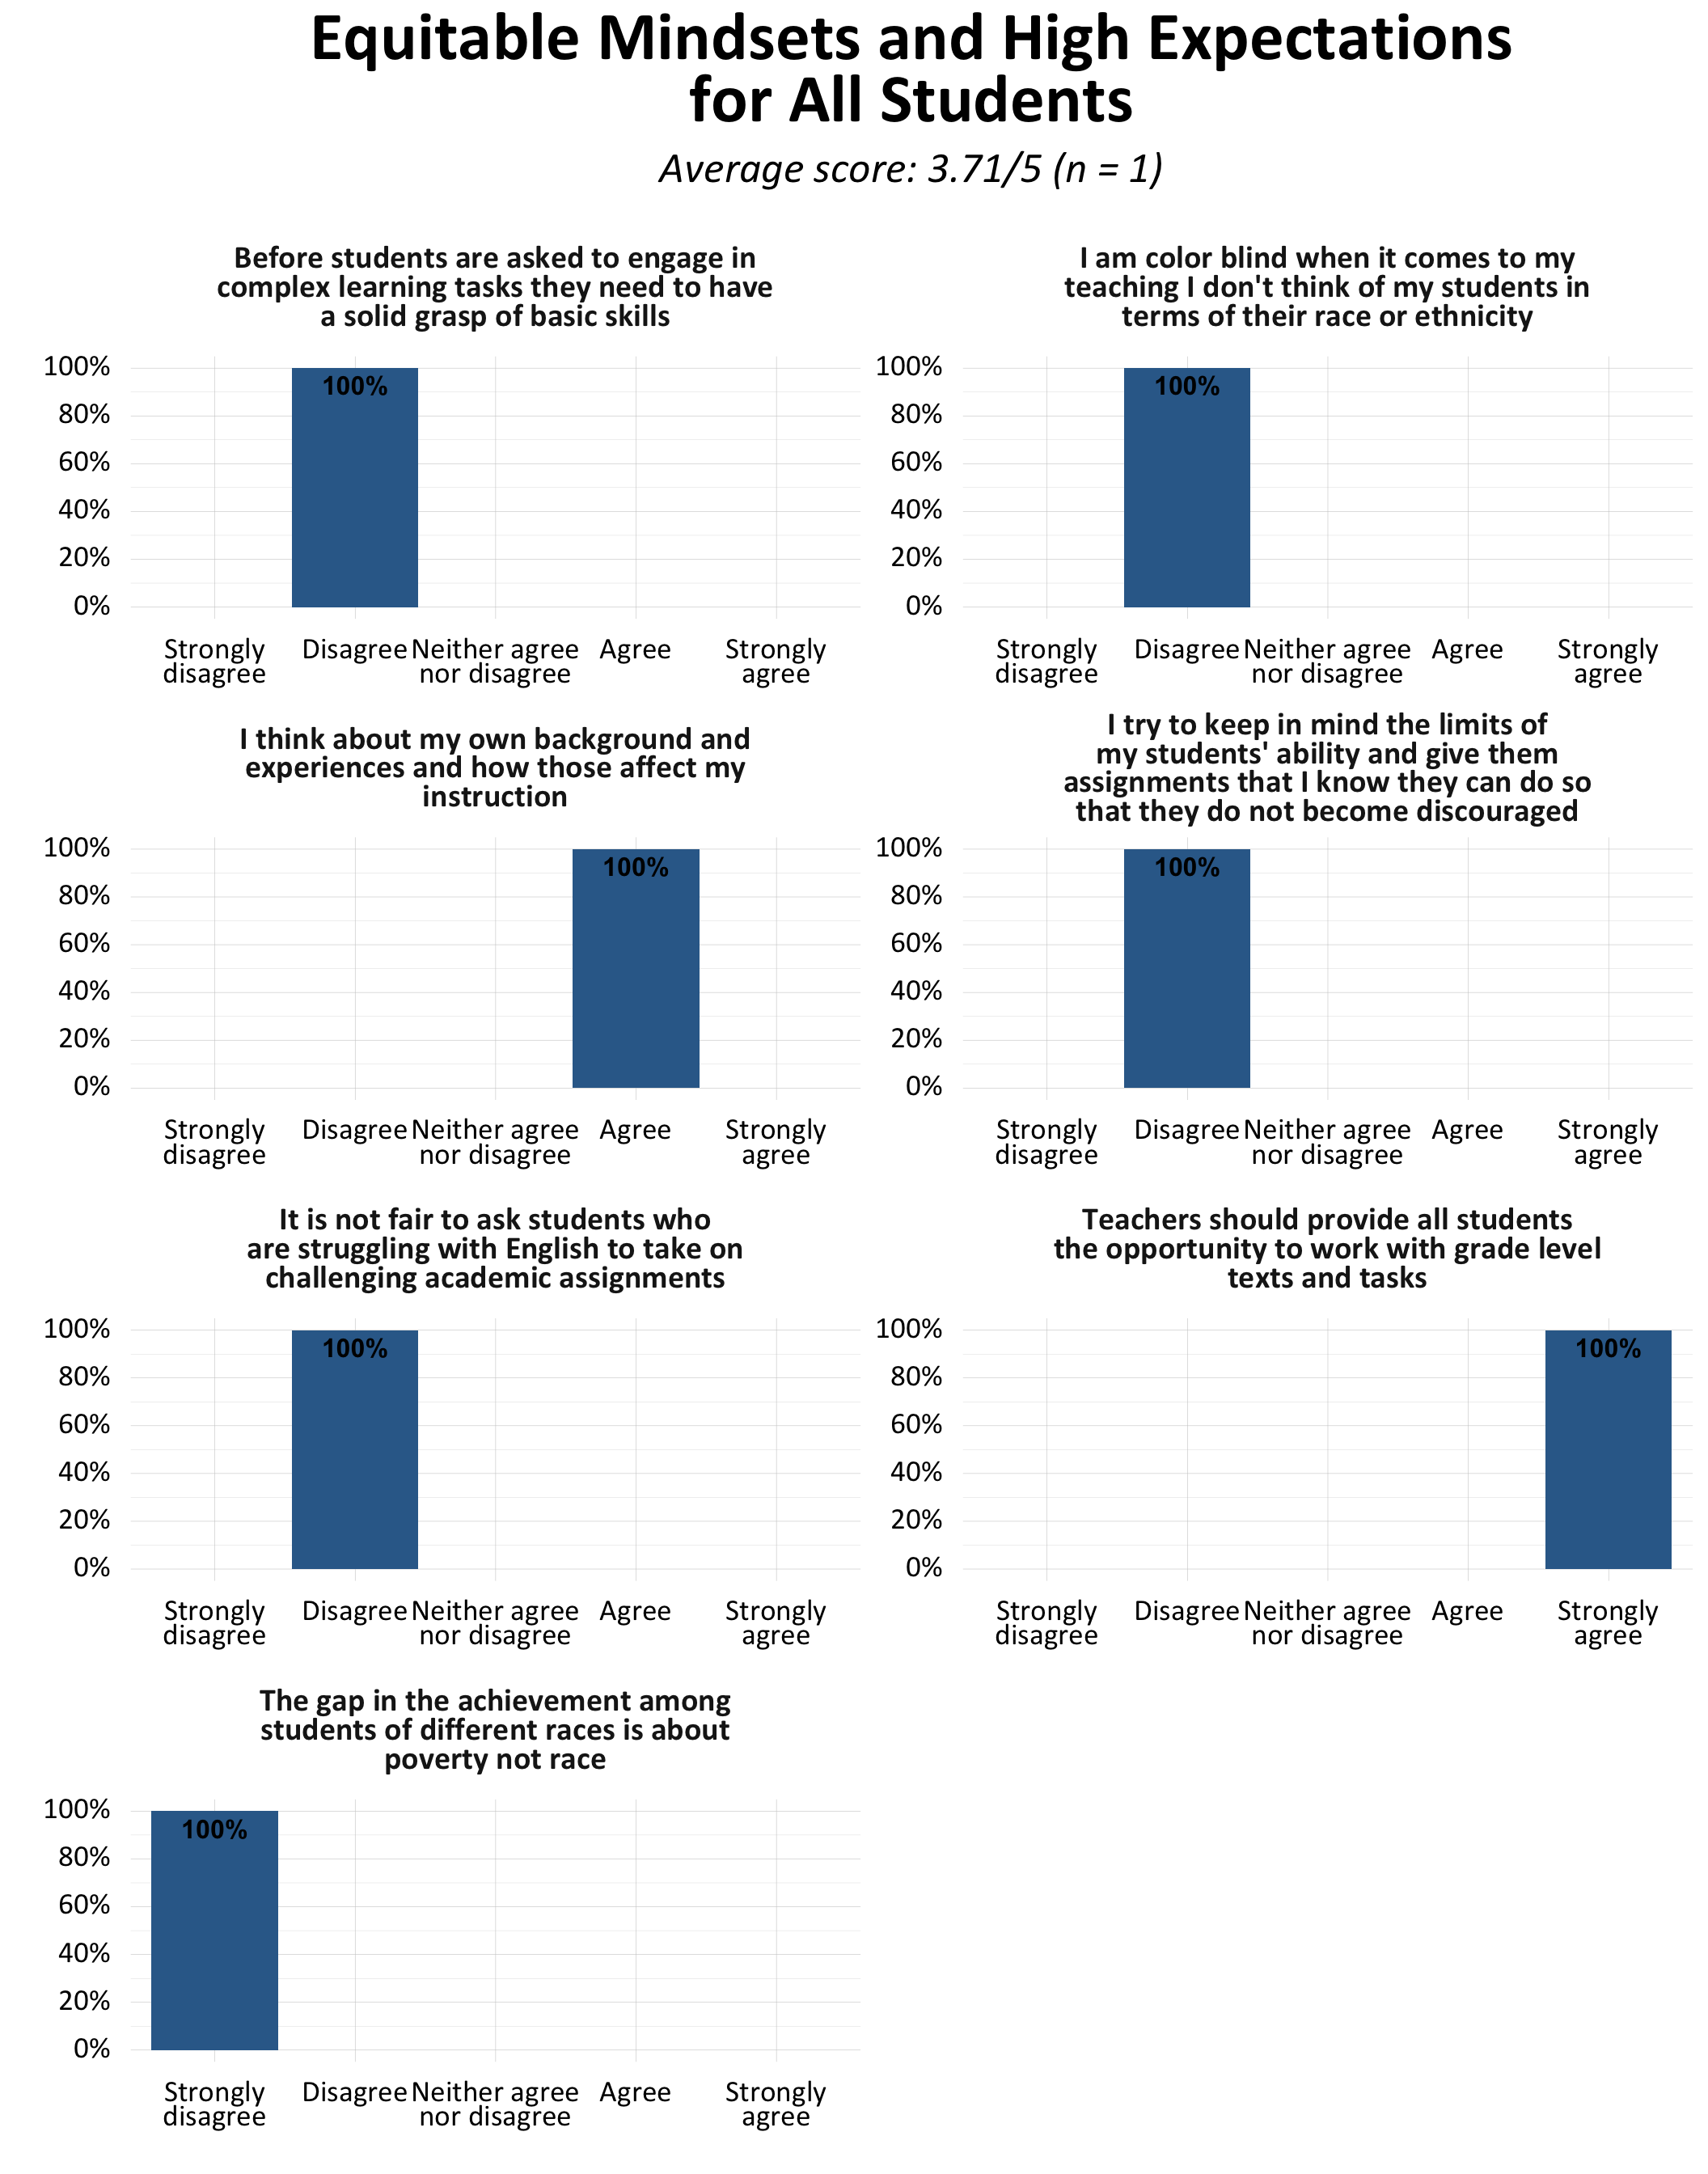 Equitable Mindsets and High Expectations
for All Students
Average score: 3.71/5 (n = 1)
Before students are asked to engage in
complex learning tasks they need to have
a solid grasp of basic skills
100%
80%
60%
40%
20%
0%
100%
Strongly disagree
Disagree
Neither agree nor disagree
Agree
Strongly agree
I am color blind when it comes to my
teaching I don't think of my students in
terms of their race or ethnicity
100%
80%
60%
40%
20%
0%
100%
Strongly disagree
Disagree
Neither agree nor disagree
Agree
Strongly agree
I think about my own background and
experiences and how those affect my
instruction
100%
80%
60%
40%
20%
0%
100%
Strongly disagree
Disagree
Neither agree nor disagree
Agree
Strongly agree
I try to keep in mind the limits of
my students' ability and give them
assignments that I know they can do so
that they do not become discouraged
100%
80%
60%
40%
20%
0%
100%
Strongly disagree
Disagree
Neither agree nor disagree
Agree
Strongly agree
It is not fair to ask students who
are struggling with English to take on
challenging academic assignments
100%
80%
60%
40%
20%
0%
100%
Strongly disagree
Disagree
Neither agree nor disagree
Agree
Strongly agree
Teachers should provide all students
the opportunity to work with grade level
texts and tasks
100%
80%
60%
40%
20%
0%
100%
Strongly disagree
Disagree
Neither agree nor disagree
Agree
Strongly agree
The gap in the achievement among
students of different races is about
poverty not race
100%
80%
60%
40%
20%
0%
100%
Strongly disagree
Disagree
Neither agree nor disagree
Agree
Strongly agree